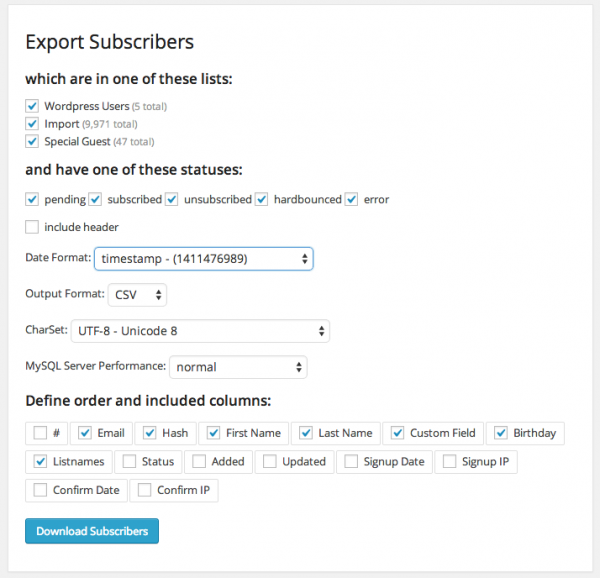 Export Subscribers
which are in one of these lists:
Wordpress Users (5 total)
Import (9,971 total)
Special Guest (47 total)
and have one of these statuses:
pending subscribed unsubscribed hardbounced error
include header
Date Format: timestamp - (1411476989)
Output Format: CSV
CharSet: UTF-8 - Unicode 8
MySQL Server Performance: normal
Define order and included columns:
# Email Hash First Name Last Name Custom Field Birthday
Listnames Status Added Updated Signup Date Signup IP
Confirm Date Confirm IP
Download Subscribers